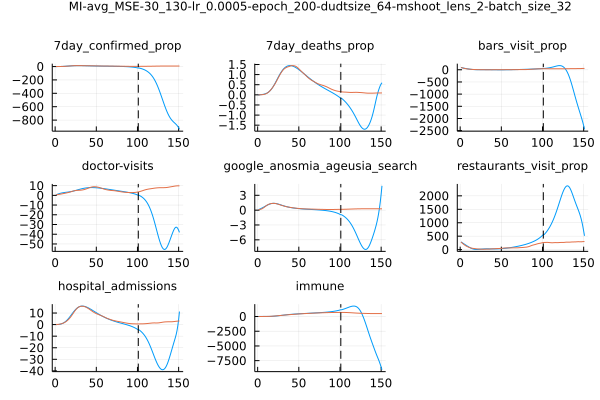 MI-avg_MSE-30_130-lr_0.0005-epoch_200-dudtsize_64-mshoot_lens_2-batch_size_32
7day_confirmed_prop 7day_deaths_prop bars_visit_prop
0 −200 −400 −600 −800 0 50 100 150
1.5 1.0 0.5 0.0 −0.5 −1.0 −1.5 0 50 100 150
0 −500 −1000 −1500 −2000 −2500 0 50 100 150
doctor-visits google_anosmia_ageusia_search restaurants_visit_prop
10 0 −10 −20 −30 −40 −50 0 50 100 150
3 0 −3 −6 0 50 100 150
2000 1500 1000 500 0 0 50 100 150
hospital_admissions immune
10 0 −10 −20 −30 −40 0 50 100 150
0 −2500 −5000 −7500 0 50 100 150